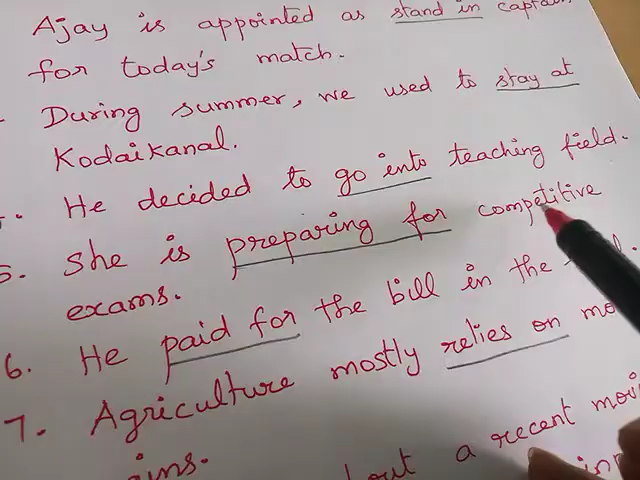 Ajay is appointed as stand in captain
for today's match.
During summer, we used to stay at
Kodaikanal.
He decided to go into teaching field.
5. She is preparing for competitive
exams.
6. He paid for the bill in the
7. Agriculture mostly relies on
a recent